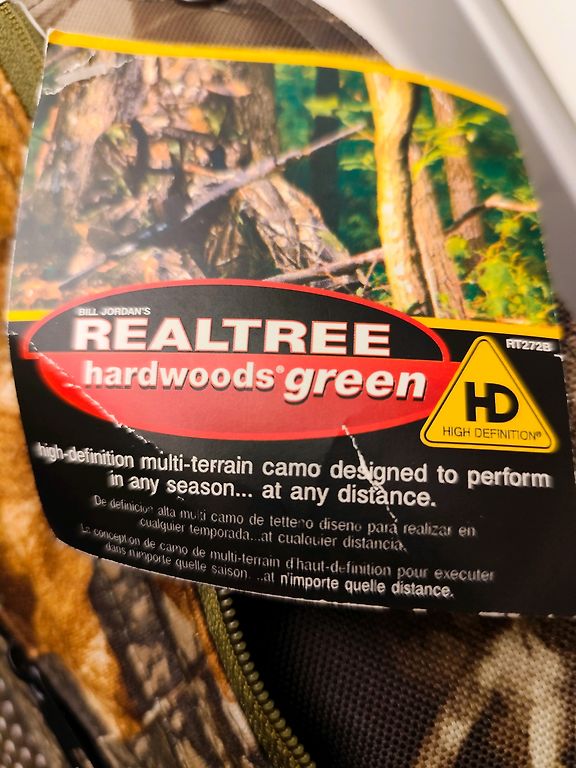 BILL JORDAN'S
REALTREE
hardwoods® green
RT272B
HD
HIGH DEFINITION®
high-definition multi-terrain camo designed to perform
in any season... at any distance.
De definicion alta multi camo de tetteno diseno para realizar en
cualquier temporada...at cualquier distancia.
La conception de camo de multi-terrain d'haut-definition pour executer
dans n'importe quelle saison. ...at n'importe quelle distance.